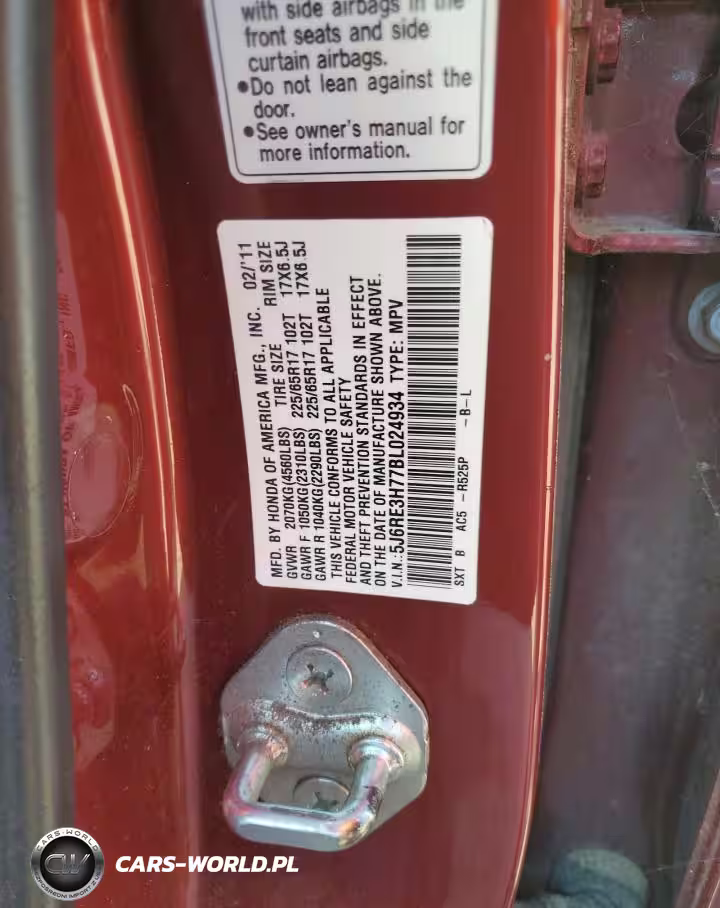 with side airbags in the
front seats and side
curtain airbags.
●Do not lean against the
door.
●See owner's manual for
more information.
MFD. BY HONDA OF AMERICA MFG., INC. 02/'11
TIRE SIZE RIM SIZE
GVWR 2070KG(4560LBS)
GAWR F 1050KG(2310LBS) 225/65R17 102T 17X6.5J
GAWR R 1040KG(2290LBS) 225/65R17 102T 17X6.5J
THIS VEHICLE CONFORMS TO ALL APPLICABLE
FEDERAL MOTOR VEHICLE SAFETY
AND THEFT PREVENTION STANDARDS IN EFFECT
ON THE DATE OF MANUFACTURE SHOWN ABOVE.
V.I.N.:5J6RE3H77BL024934 TYPE: MPV
SXT B AC5 -R525P -B-L
CARS-WORLD
CW
CARS-WORLD.PL